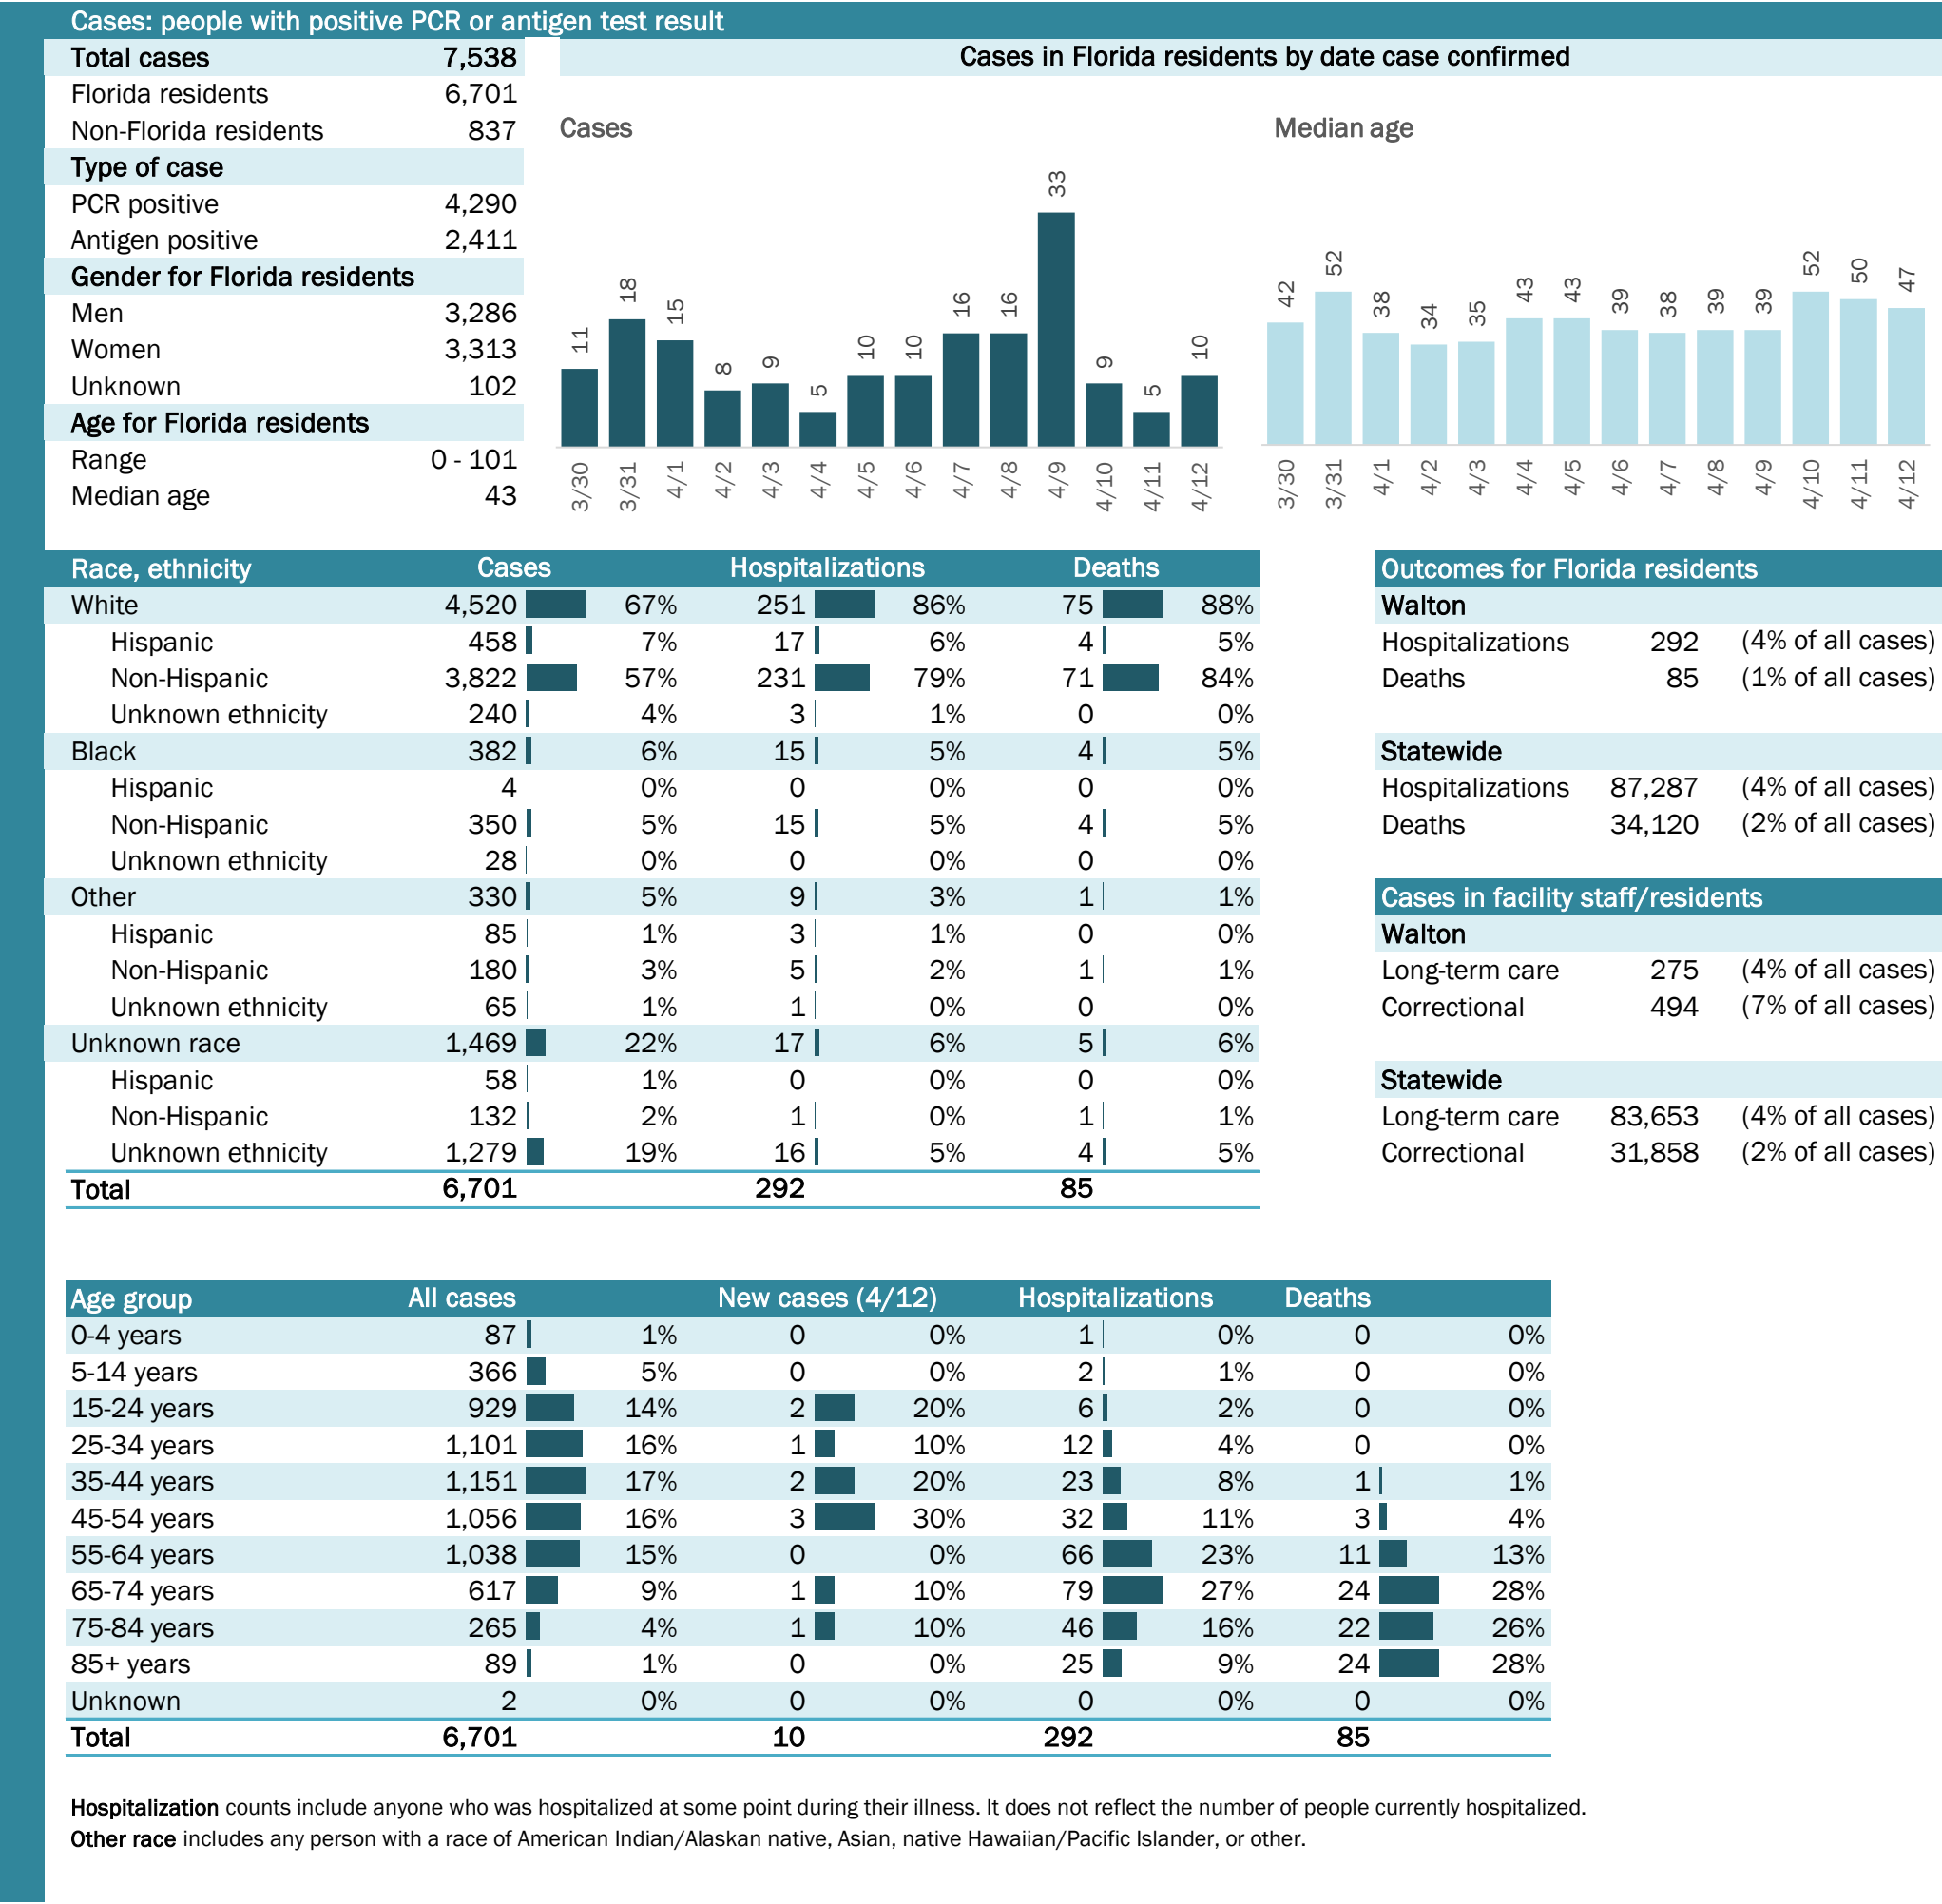 Cases: people with positive PCR or antigen test result
Total cases 7,538
Florida residents 6,701
Non-Florida residents 837
Type of case
PCR positive 4,290
Antigen positive 2,411
Gender for Florida residents
Men 3,286
Women 3,313
Unknown 102
Age for Florida residents
Range 0 - 101
Median age 43
Cases in Florida residents by date case confirmed
Cases
11 18 15 8 9 5 10 10 16 16 33 9 5 10
3/30 3/31 4/1 4/2 4/3 4/4 4/5 4/6 4/7 4/8 4/9 4/10 4/11 4/12
Median age
42 52 38 34 35 43 43 39 38 39 39 52 50 47
3/30 3/31 4/1 4/2 4/3 4/4 4/5 4/6 4/7 4/8 4/9 4/10 4/11 4/12
Race, ethnicity Cases Hospitalizations Deaths
White 4,520 67% 251 86% 75 88%
Hispanic 458 7% 17 6% 4 5%
Non-Hispanic 3,822 57% 231 79% 71 84%
Unknown ethnicity 240 4% 3 1% 0 0%
Black 382 6% 15 5% 4 5%
Hispanic 4 0% 0 0% 0 0%
Non-Hispanic 350 5% 15 5% 4 5%
Unknown ethnicity 28 0% 0 0% 0 0%
Other 330 5% 9 3% 1 1%
Hispanic 85 1% 3 1% 0 0%
Non-Hispanic 180 3% 5 2% 1 1%
Unknown ethnicity 65 1% 1 0% 0 0%
Unknown race 1,469 22% 17 6% 5 6%
Hispanic 58 1% 0 0% 0 0%
Non-Hispanic 132 2% 1 0% 1 1%
Unknown ethnicity 1,279 19% 16 5% 4 5%
Total 6,701 292 85
Outcomes for Florida residents
Walton
Hospitalizations 292 (4% of all cases)
Deaths 85 (1% of all cases)
Statewide
Hospitalizations 87,287 (4% of all cases)
Deaths 34,120 (2% of all cases)
Cases in facility staff/residents
Walton
Long-term care 275 (4% of all cases)
Correctional 494 (7% of all cases)
Statewide
Long-term care 83,653 (4% of all cases)
Correctional 31,858 (2% of all cases)
Age group All cases New cases (4/12) Hospitalizations Deaths
0-4 years 87 1% 0 0% 1 0% 0 0%
5-14 years 366 5% 0 0% 2 1% 0 0%
15-24 years 929 14% 2 20% 6 2% 0 0%
25-34 years 1,101 16% 1 10% 12 4% 0 0%
35-44 years 1,151 17% 2 20% 23 8% 1 1%
45-54 years 1,056 16% 3 30% 32 11% 3 4%
55-64 years 1,038 15% 0 0% 66 23% 11 13%
65-74 years 617 9% 1 10% 79 27% 24 28%
75-84 years 265 4% 1 10% 46 16% 22 26%
85+ years 89 1% 0 0% 25 9% 24 28%
Unknown 2 0% 0 0% 0 0% 0 0%
Total 6,701 10 292 85
Hospitalization counts include anyone who was hospitalized at some point during their illness. It does not reflect the number of people currently hospitalized.
Other race includes any person with a race of American Indian/Alaskan native, Asian, native Hawaiian/Pacific Islander, or other.